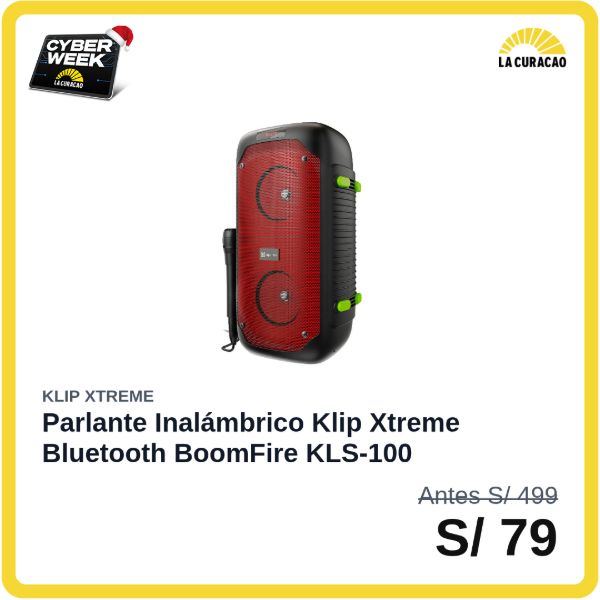 CYBER
WEEK
LA CURACAO
LA CURACAO
KLIP XTREME
Parlante Inalámbrico Klip Xtreme
Bluetooth BoomFire KLS-100
Antes S/ 499
S/ 79